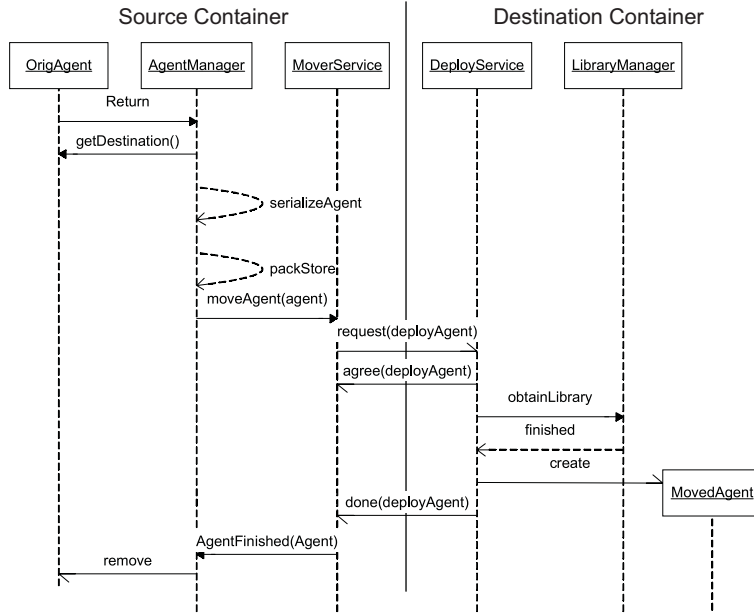 Source Container
Destination Container
OrigAgent
AgentManager
MoverService
DeployService
LibraryManager
Return
getDestination()
serializeAgent
packStore
moveAgent(agent)
request(deployAgent)
agree(deployAgent)
obtainLibrary
finished
create
MovedAgent
done(deployAgent)
AgentFinished(Agent)
remove